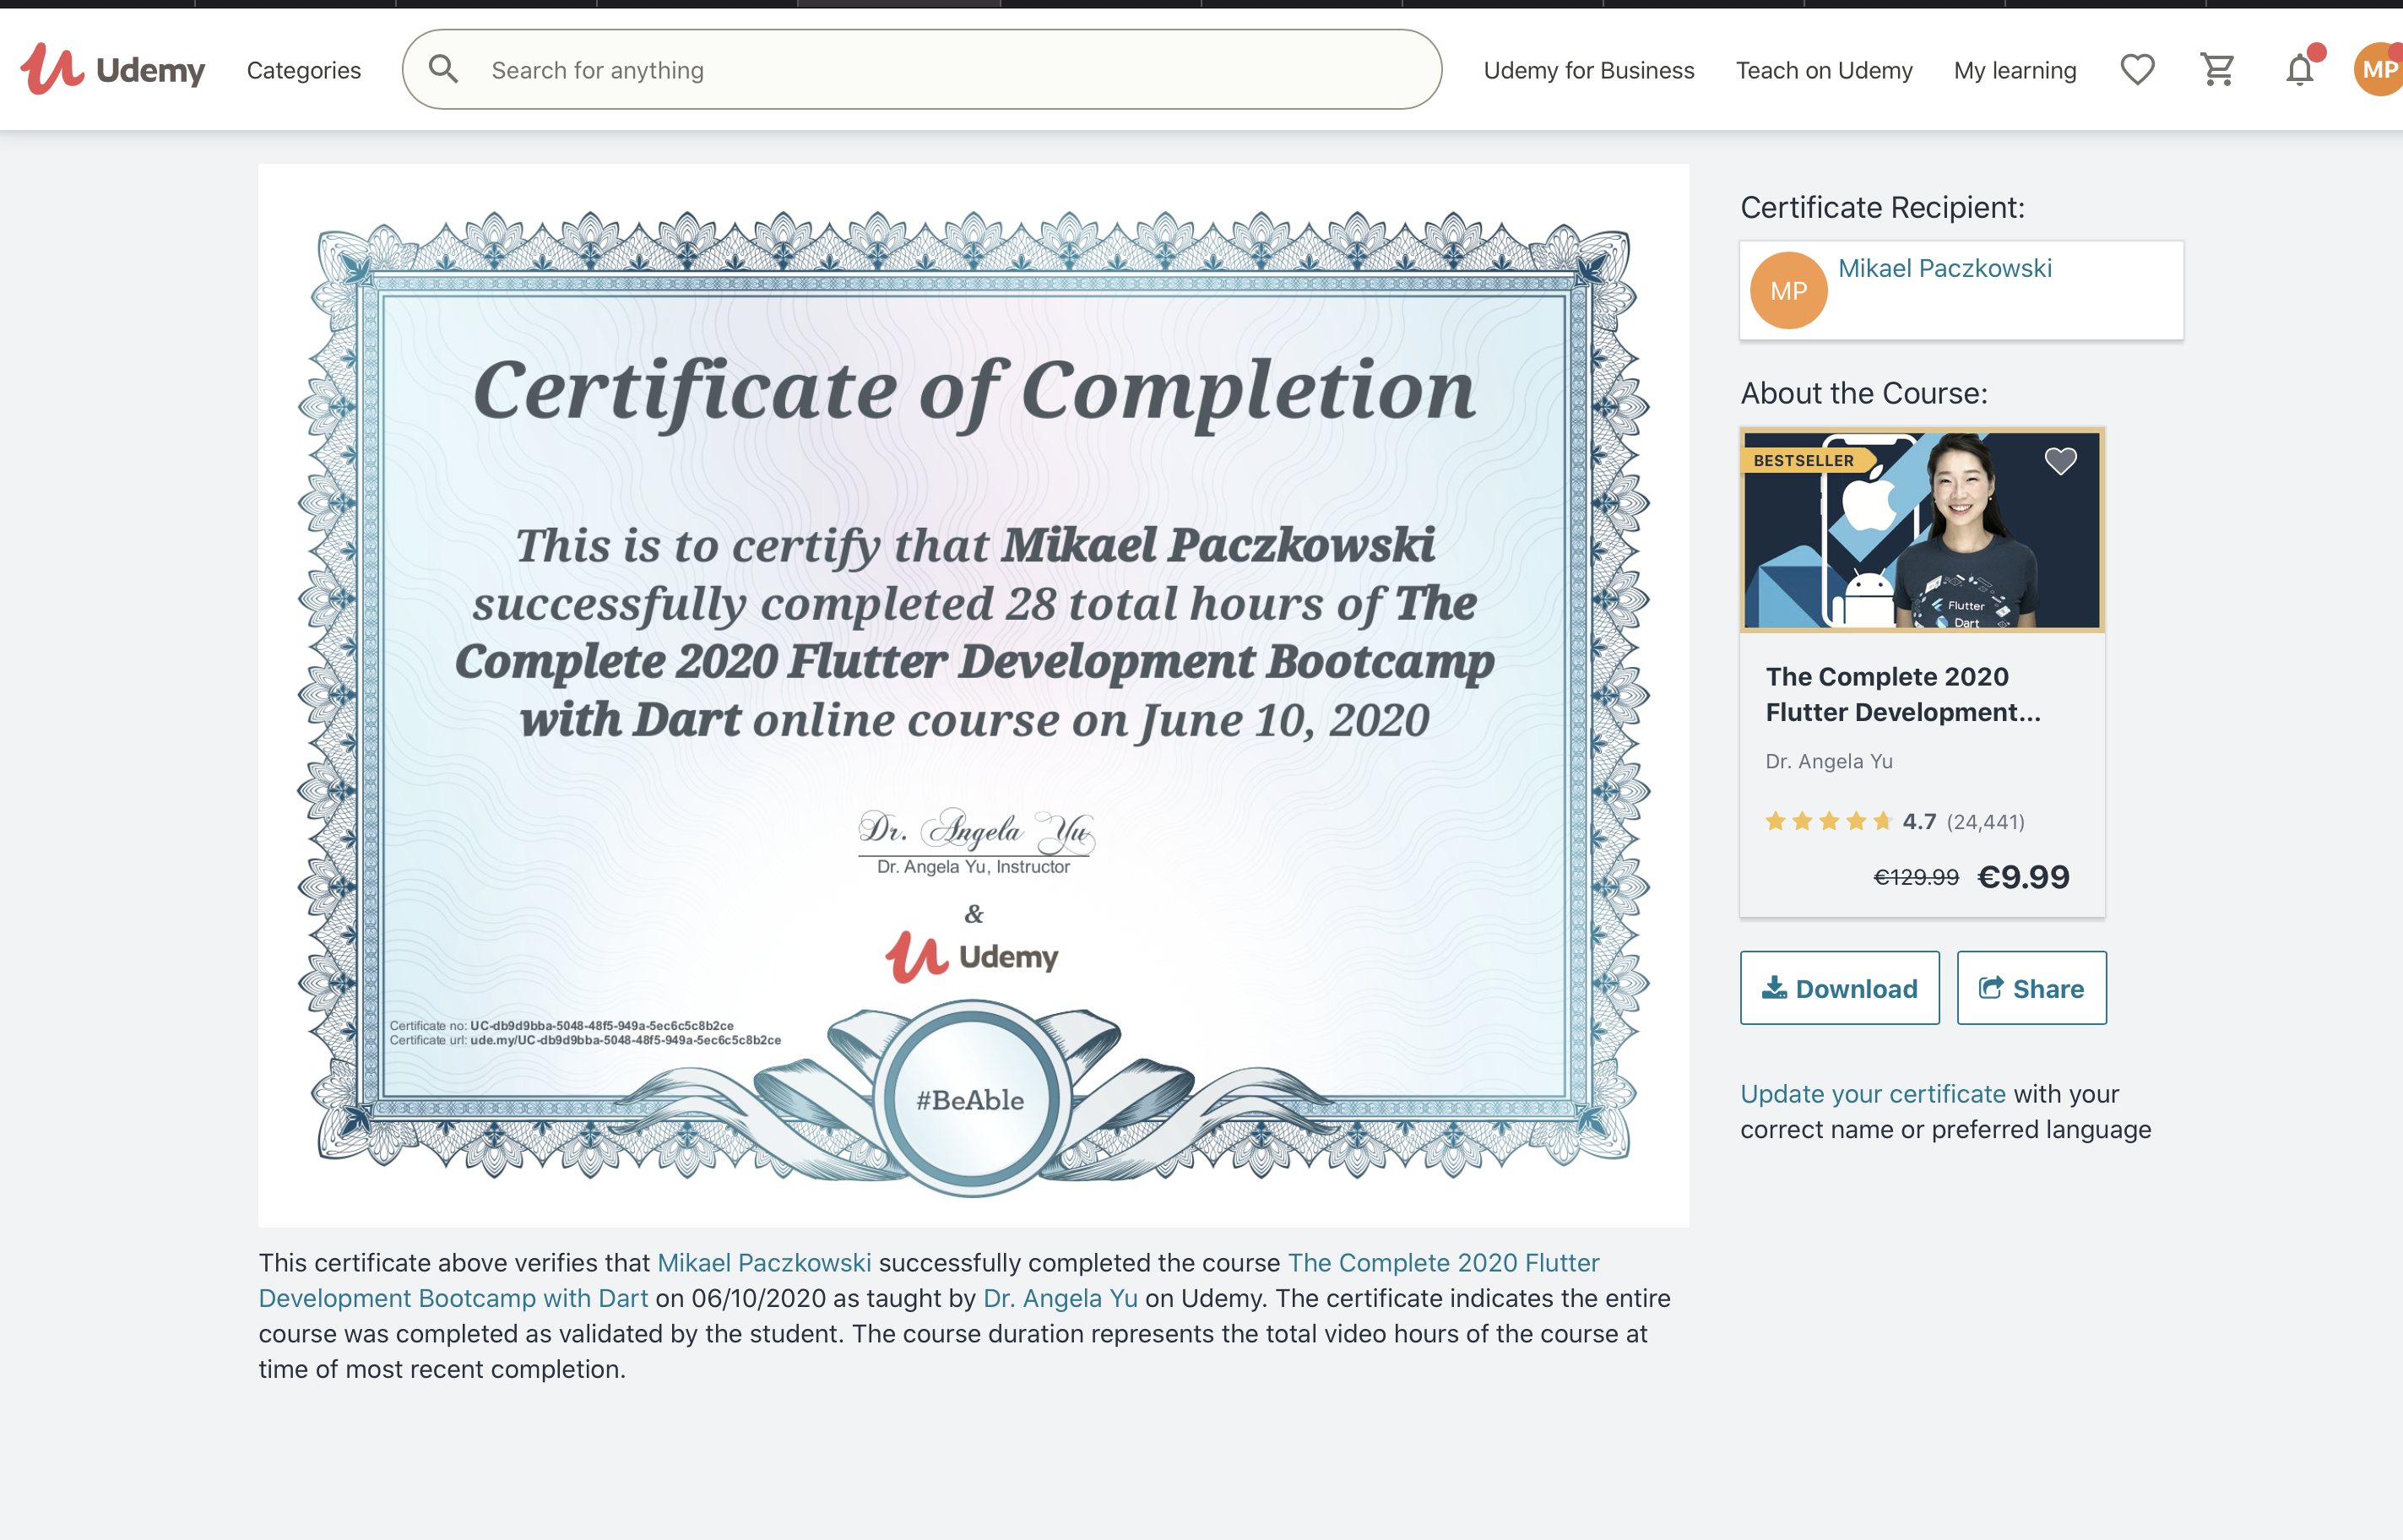 Udemy
Categories
Search for anything
Udemy for Business
Teach on Udemy
My learning
MP
Certificate of Completion
This is to certify that Mikael Paczkowski
successfully completed 28 total hours of The
Complete 2020 Flutter Development Bootcamp
with Dart online course on June 10, 2020
Dr. Angela Yu
Dr. Angela Yu, Instructor
&
Udemy
Certificate no: UC-db9d9bba-5048-48f5-949a-5ec6c5c8b2ce
Certificate url: ude.my/UC-db9d9bba-5048-48f5-949a-5ec6c5c8b2ce
#BeAble
This certificate above verifies that Mikael Paczkowski successfully completed the course The Complete 2020 Flutter
Development Bootcamp with Dart on 06/10/2020 as taught by Dr. Angela Yu on Udemy. The certificate indicates the entire
course was completed as validated by the student. The course duration represents the total video hours of the course at
time of most recent completion.
Certificate Recipient:
MP
Mikael Paczkowski
About the Course:
BESTSELLER
Flutter
Dart
The Complete 2020
Flutter Development...
Dr. Angela Yu
4.7 (24,441)
€129.99 €9.99
Download
Share
Update your certificate with your
correct name or preferred language